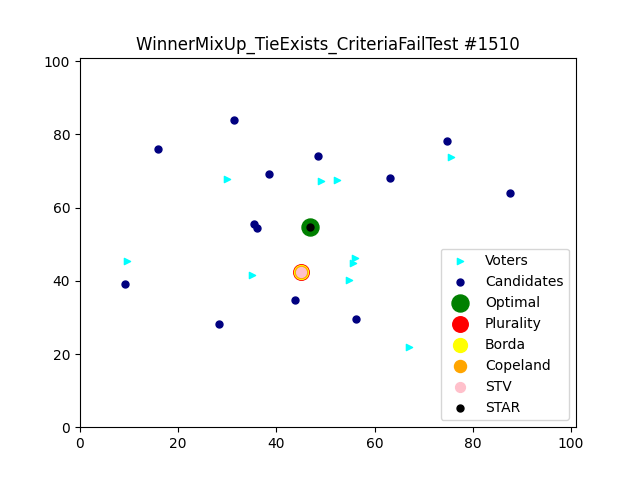 WinnerMixUp_TieExists_CriteriaFailTest #1510
100
80
60
40
20
0
0 20 40 60 80 100
Voters
Candidates
Optimal
Plurality
Borda
Copeland
STV
STAR